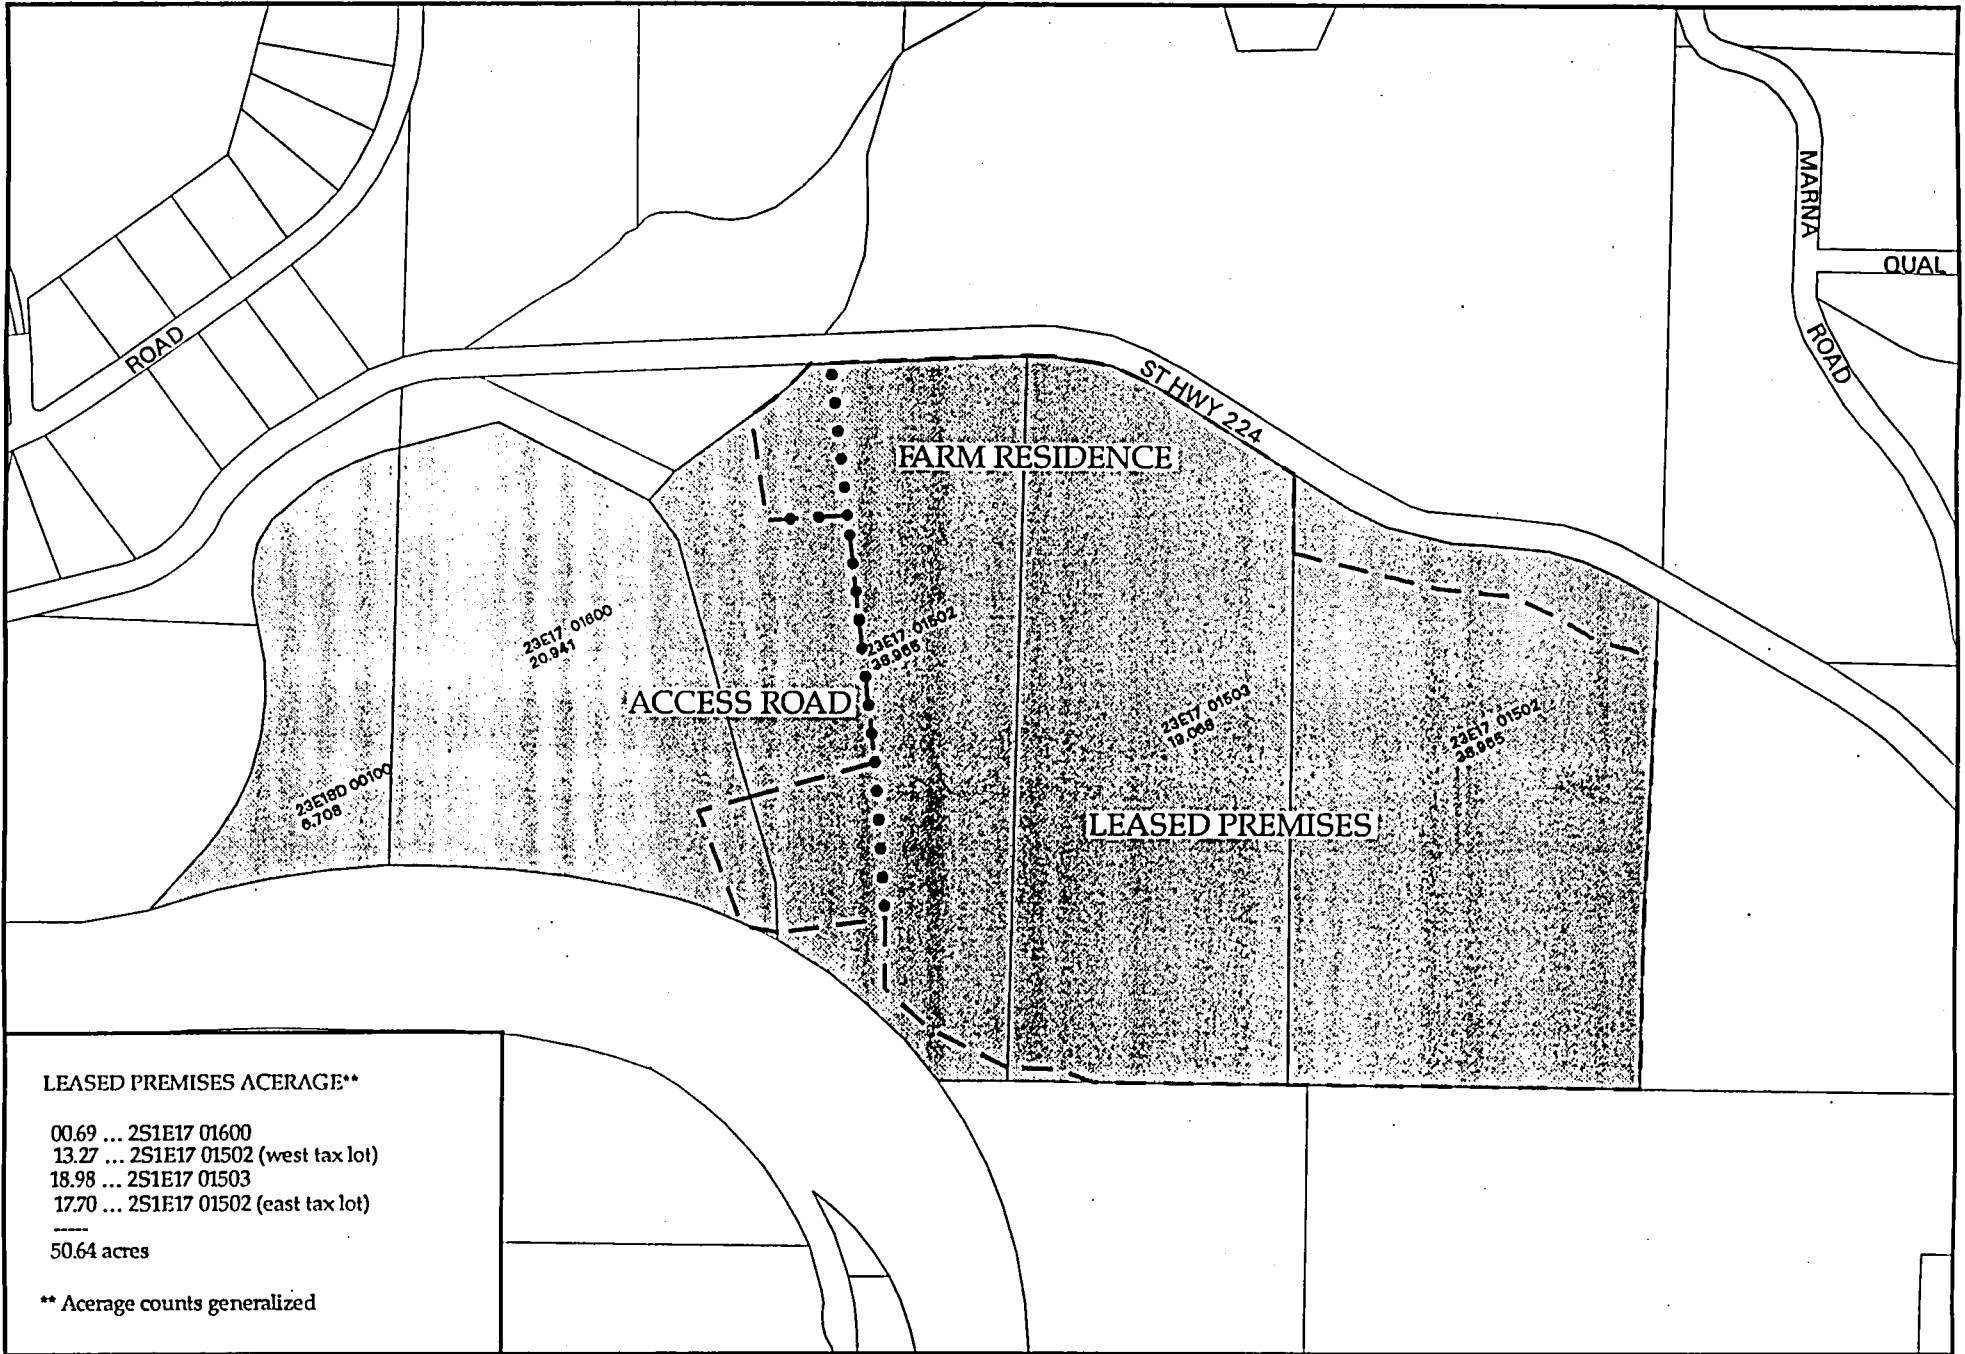 MARNA
QUAL
ROAD
ROAD
ST HWY 224
FARM RESIDENCE
23E17 01600
20.941
23E17 01502
38.965
ACCESS ROAD
23E17 01503
19.068
23E17 01502
38.965
23E18D 00100
6.708
LEASED PREMISES
LEASED PREMISES ACERAGE**
00.69 ... 2S1E17 01600
13.27 ... 2S1E17 01502 (west tax lot)
18.98 ... 2S1E17 01503
17.70 ... 2S1E17 01502 (east tax lot)
-----
50.64 acres
** Acerage counts generalized